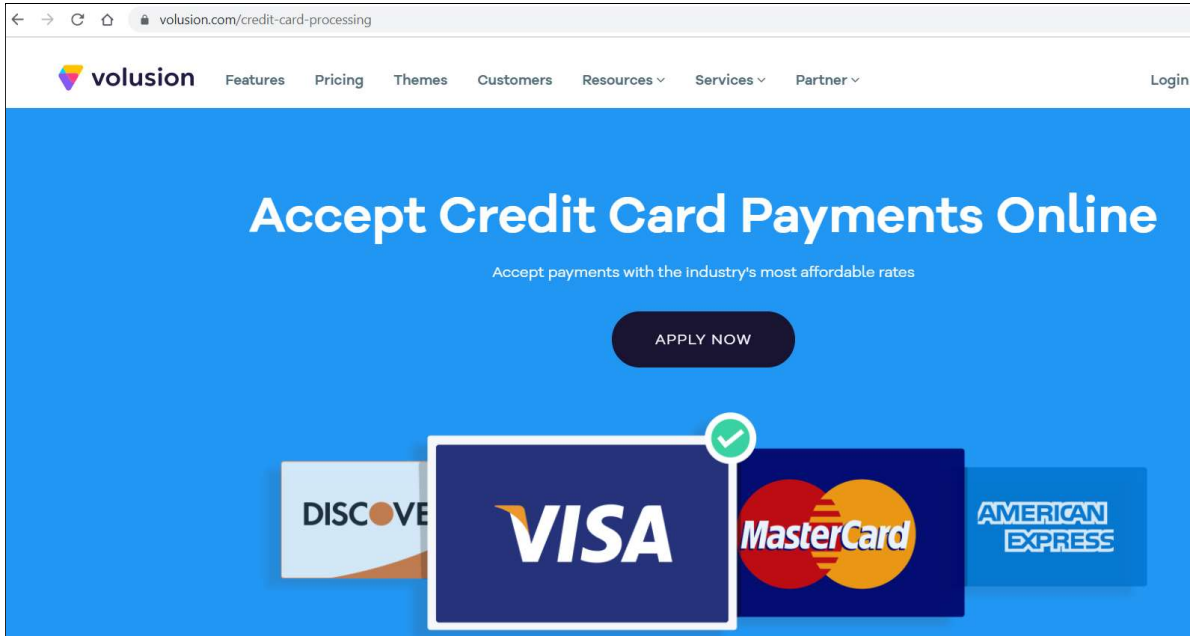 volusion.com/credit-card-processing
volusion Features Pricing Themes Customers Resources Services Partner Login
Accept Credit Card Payments Online
Accept payments with the industry's most affordable rates
APPLY NOW
DISCOVE VISA MasterCard AMERICAN EXPRESS